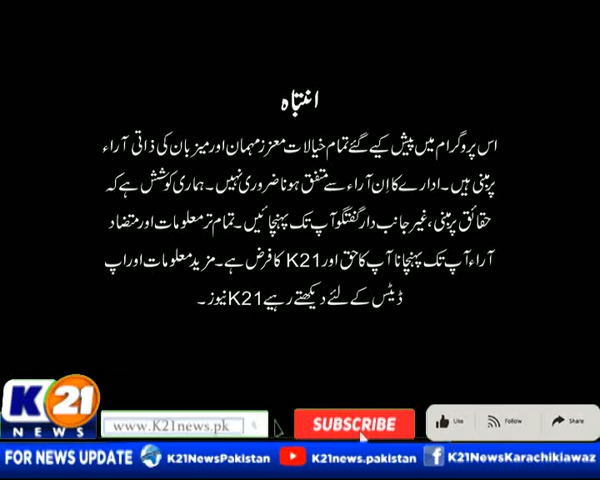 انتباہ
اس پروگرام میں پیش کیے گئے تمام خیالات معزز مہمان اور میزبان کی ذاتی آراء
پر مبنی ہیں۔ ادارے کا اِن آراء سے متفق ہونا ضروری نہیں۔ ہماری کوشش ہے کہ
حقائق پر مبنی، غیر جانب دار گفتگو آپ تک پہنچائیں۔ تمام تر معلومات اور متضاد
آراء آپ تک پہنچانا آپ کا حق اور K21 کا فرض ہے۔ مزید معلومات اور اپ
ڈیٹس کے لئے دیکھتے رہیے K21 نیوز۔
K21
NEWS
www.K21news.pk
SUBSCRIBE
Like
Follow
Share
FOR NEWS UPDATE
K21NewsPakistan
K21news.pakistan
K21NewsKarachikiawaz